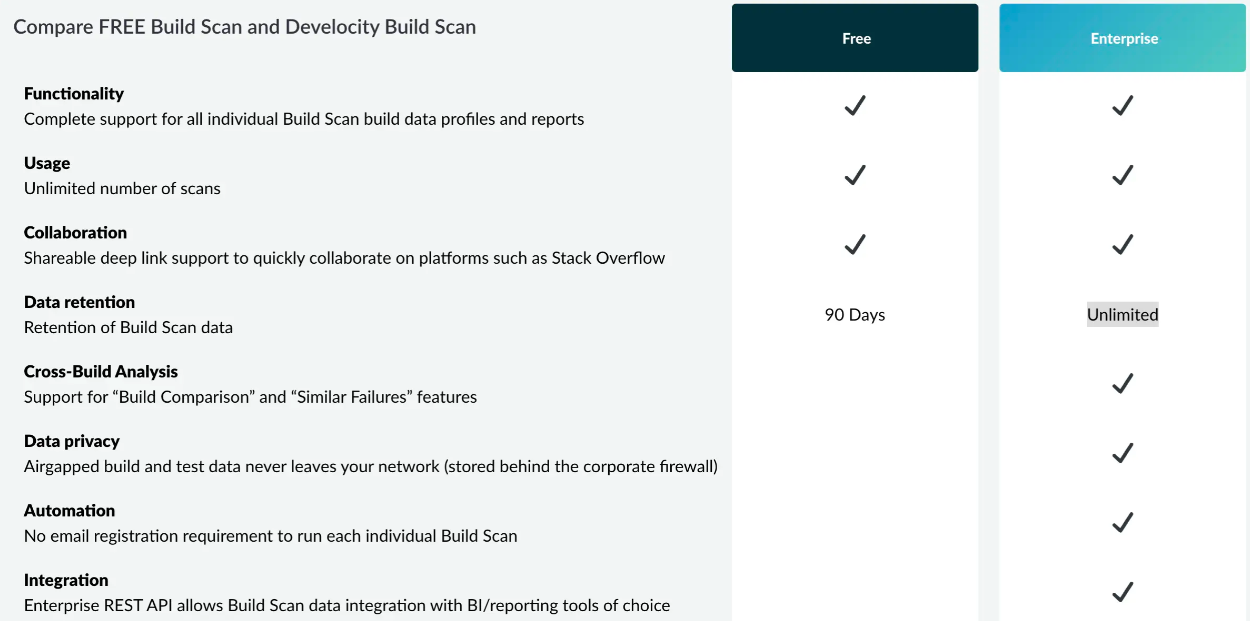 Compare FREE Build Scan and Develocity Build Scan
Free
Enterprise
Functionality
Complete support for all individual Build Scan build data profiles and reports
Usage
Unlimited number of scans
Collaboration
Shareable deep link support to quickly collaborate on platforms such as Stack Overflow
Data retention
Retention of Build Scan data
90 Days
Unlimited
Cross-Build Analysis
Support for “Build Comparison” and “Similar Failures” features
Data privacy
Airgapped build and test data never leaves your network (stored behind the corporate firewall)
Automation
No email registration requirement to run each individual Build Scan
Integration
Enterprise REST API allows Build Scan data integration with BI/reporting tools of choice